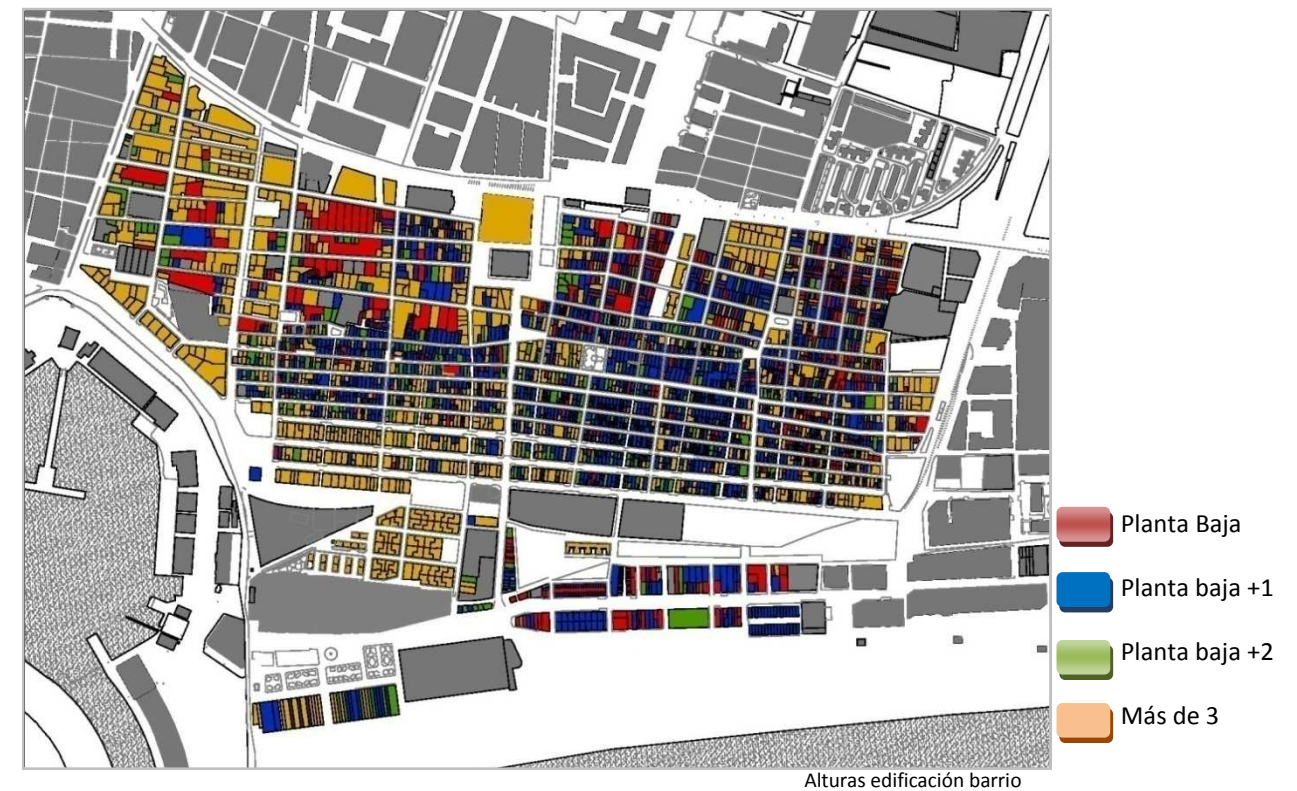 Planta Baja
Planta baja +1
Planta baja +2
Más de 3
Alturas edificación barrio